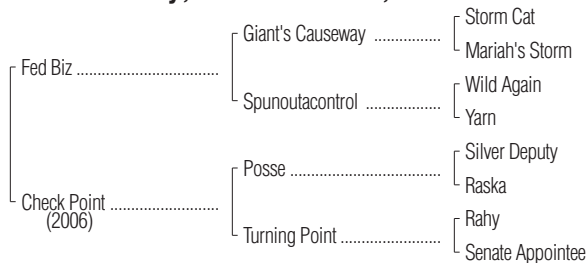 Storm Cat
Giant's Causeway ................
Mariah's Storm
Fed Biz ..................................
Wild Again
Spunoutacontrol ..................
Yarn
Silver Deputy
Posse ....................................
Raska
Check Point ..........................
(2006)
Rahy
Turning Point ........................
Senate Appointee